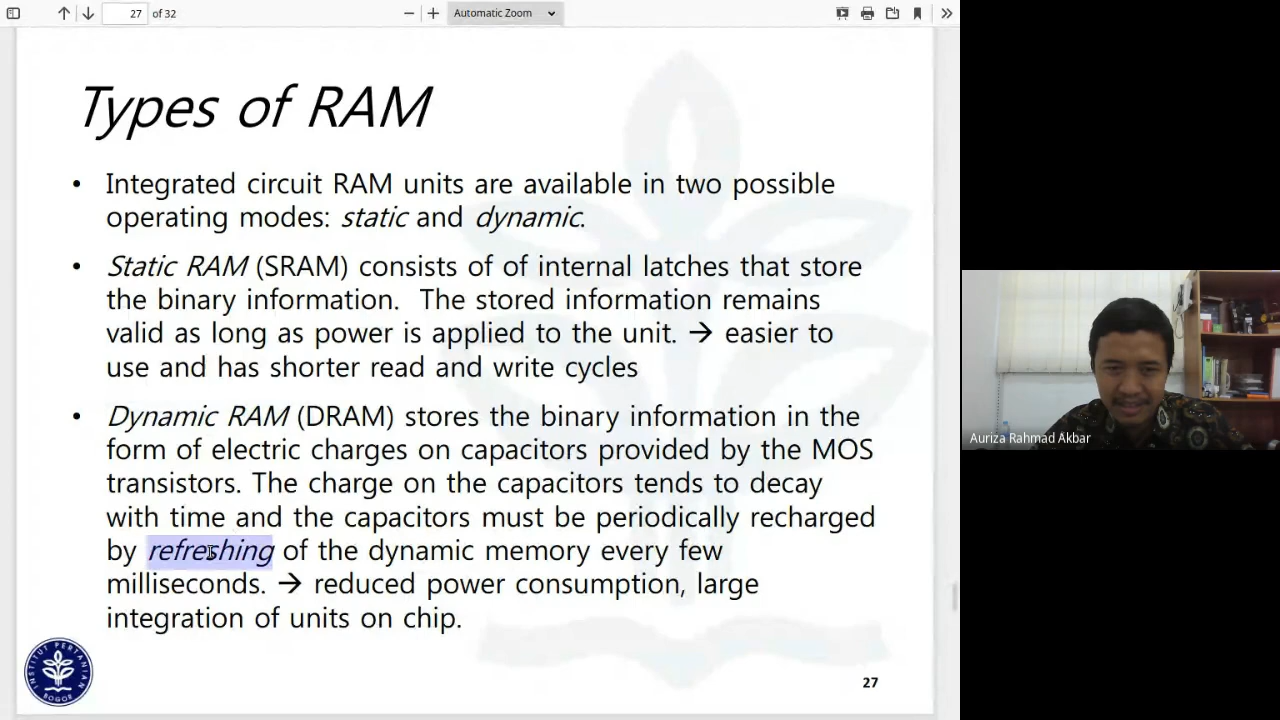 27 of 32
Automatic Zoom
Types of RAM
• Integrated circuit RAM units are available in two possible
operating modes: static and dynamic.
• Static RAM (SRAM) consists of of internal latches that store
the binary information. The stored information remains
valid as long as power is applied to the unit. → easier to
use and has shorter read and write cycles
• Dynamic RAM (DRAM) stores the binary information in the
form of electric charges on capacitors provided by the MOS
transistors. The charge on the capacitors tends to decay
with time and the capacitors must be periodically recharged
by refreshing of the dynamic memory every few
milliseconds. → reduced power consumption, large
integration of units on chip.
INSTITUT PERTANIAN
BOGOR
27
Auriza Rahmad Akbar